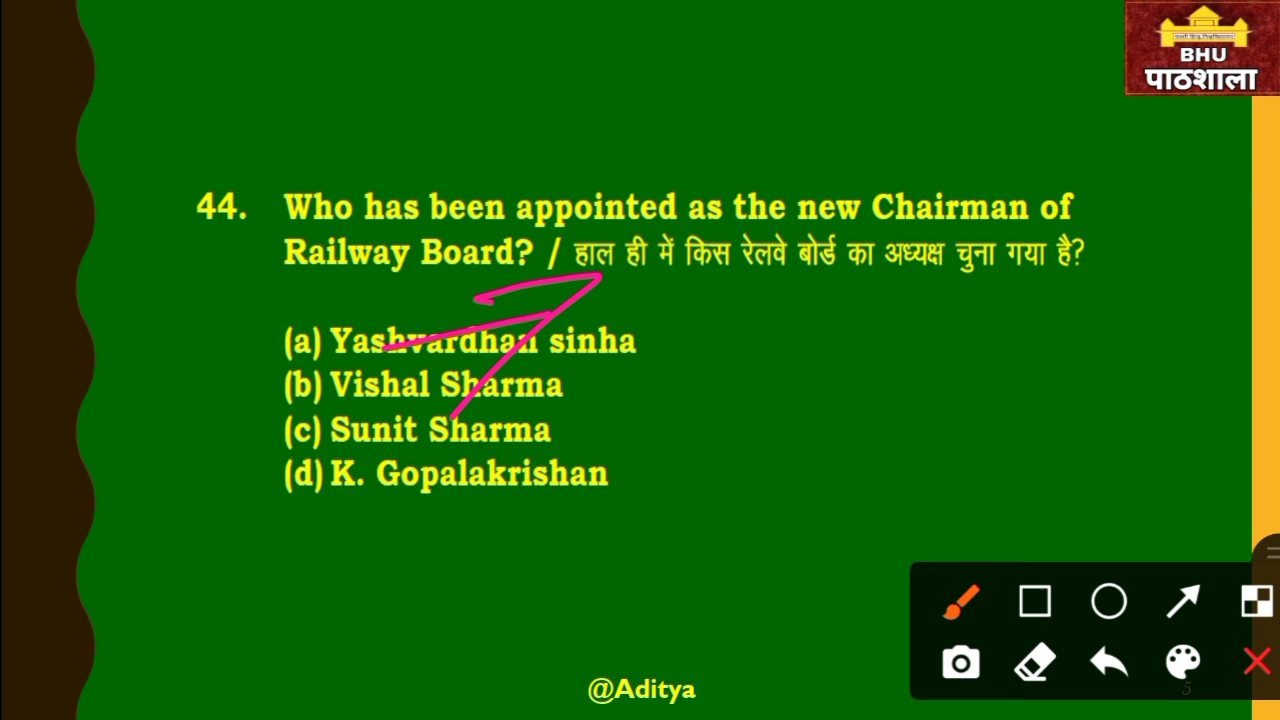 BHU
पाठशाला
44. Who has been appointed as the new Chairman of
Railway Board? / हाल ही में किस रेलवे बोर्ड का अध्यक्ष चुना गया है?
(a) Yashvardhan sinha
(b) Vishal Sharma
(c) Sunit Sharma
(d) K. Gopalakrishan
@Aditya
5